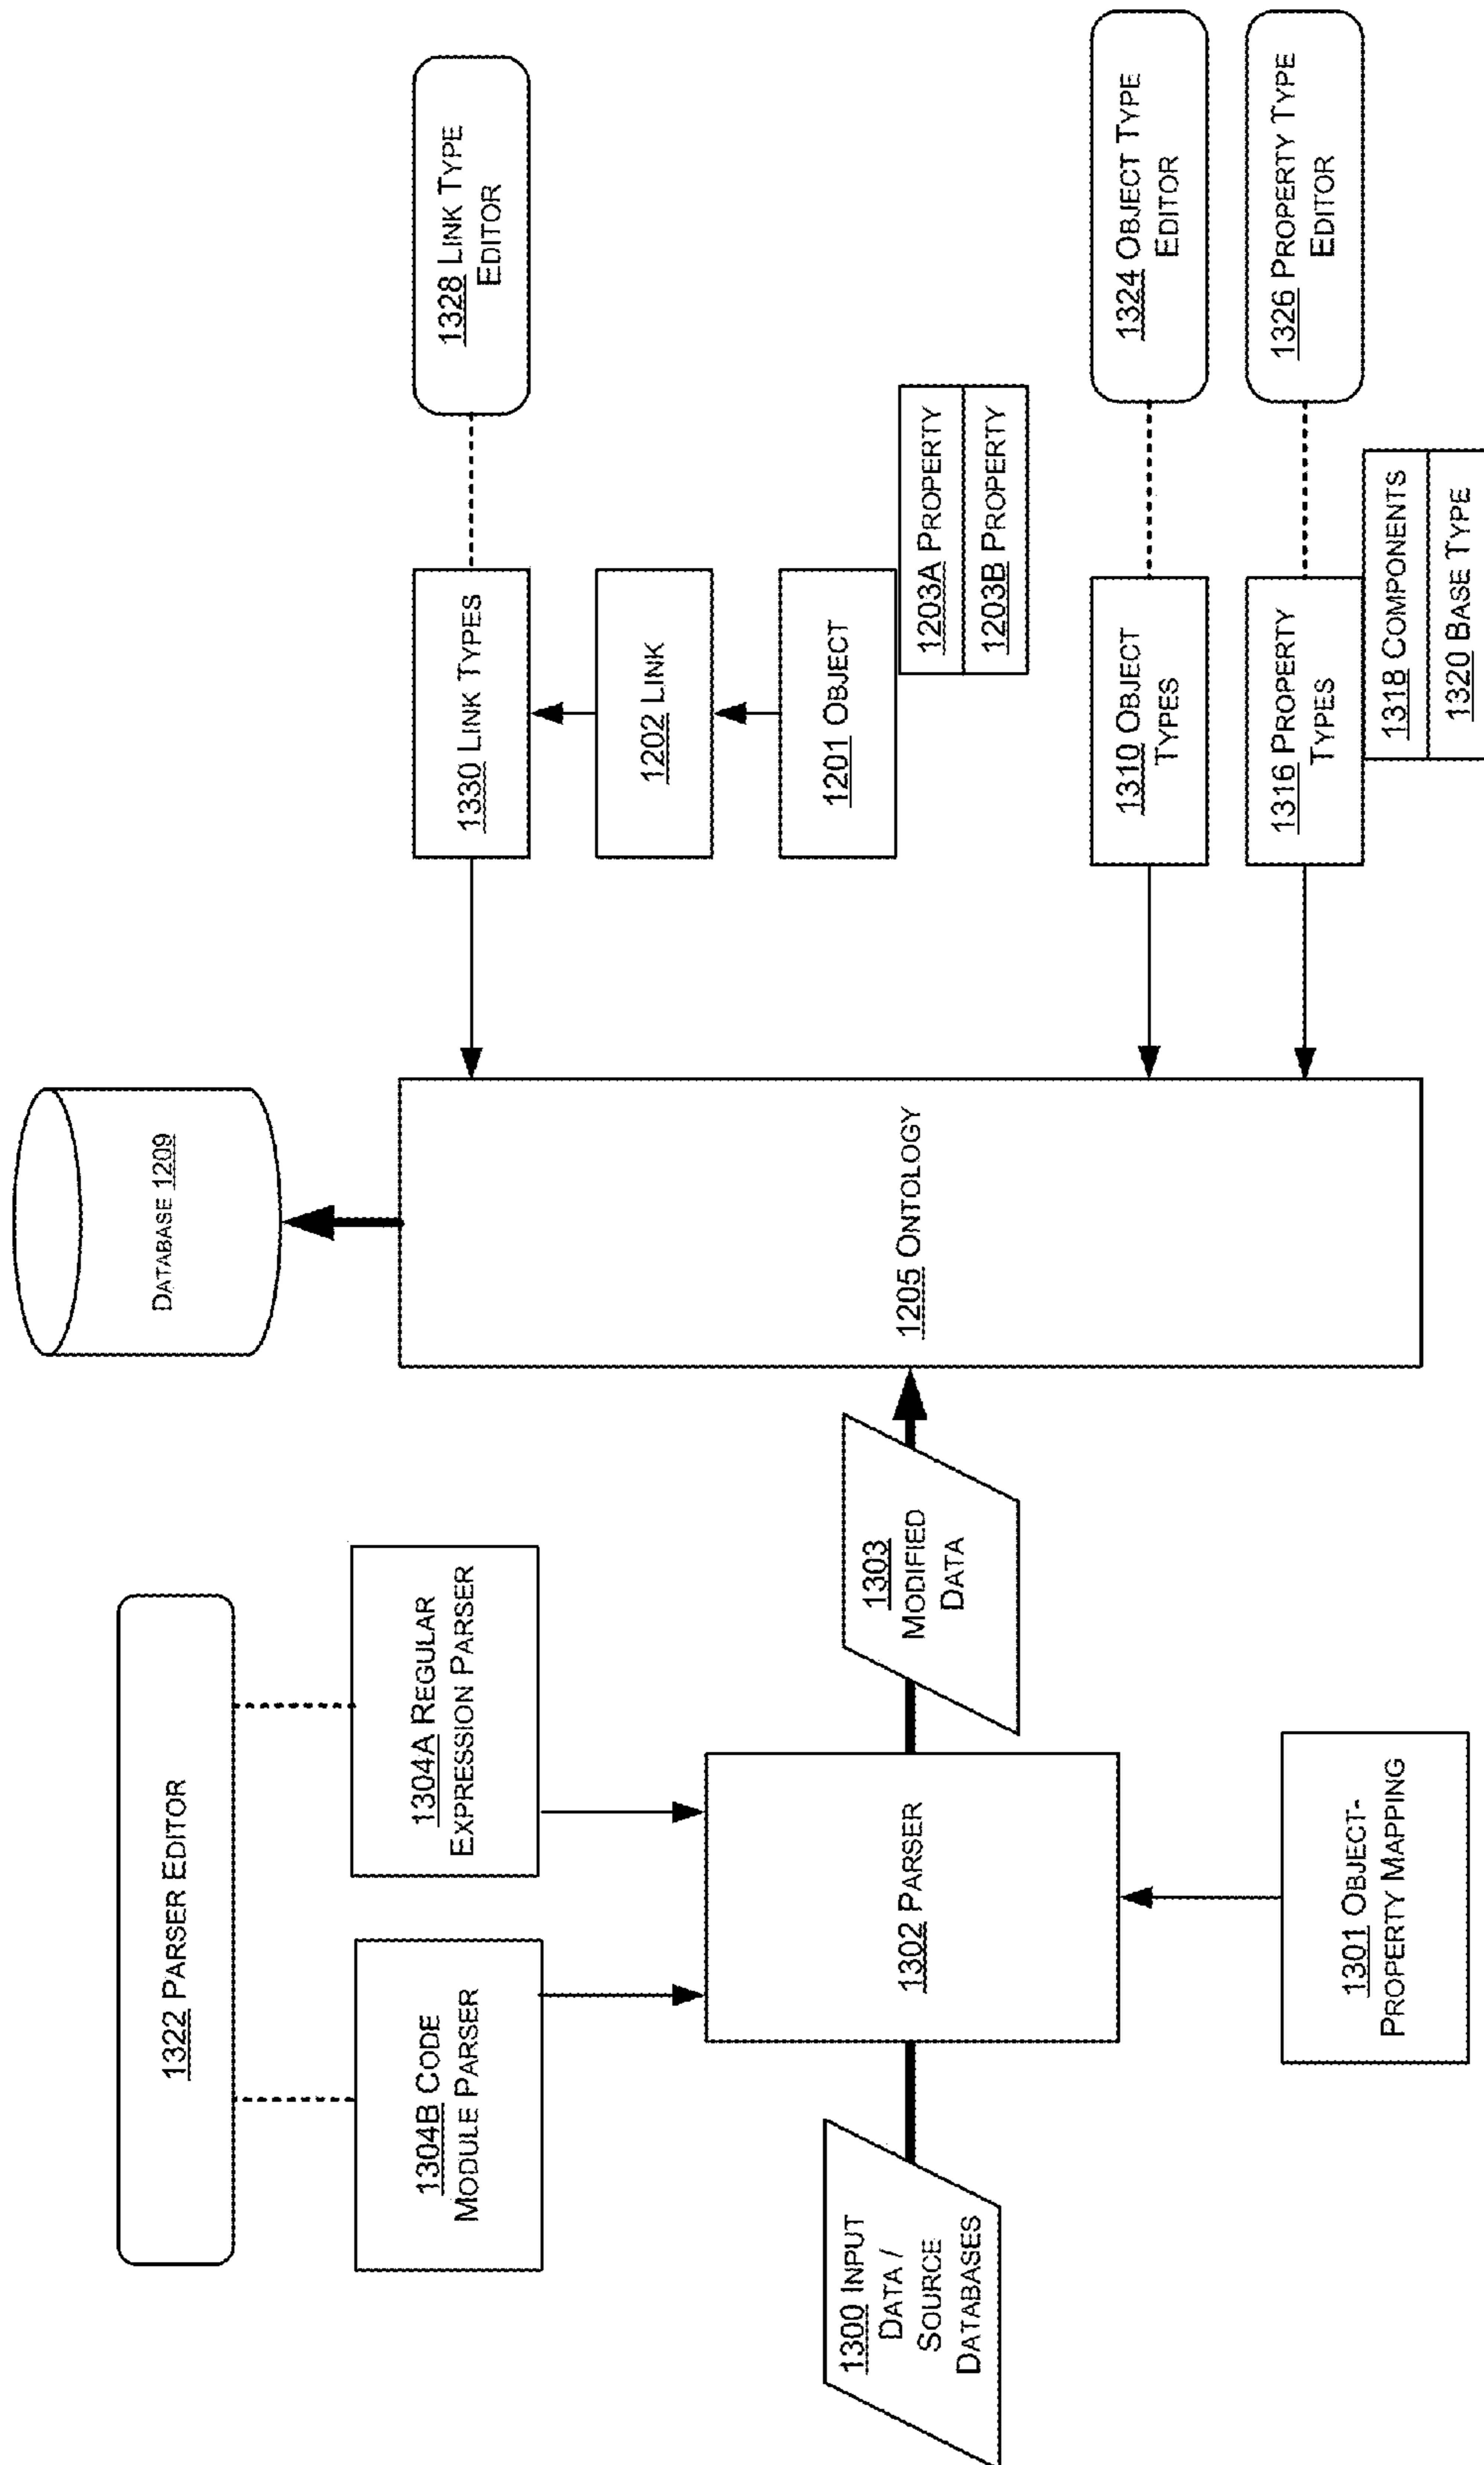 1322 PARSER EDITOR
1304B CODE
MODULE PARSER
1304A REGULAR
EXPRESSION PARSER
1300 INPUT
DATA /
SOURCE
DATABASES
1302 PARSER
1303
MODIFIED
DATA
1301 OBJECT-
PROPERTY MAPPING
DATABASE 1209
1205 ONTOLOGY
1330 LINK TYPES
1328 LINK TYPE
EDITOR
1202 LINK
1201 OBJECT
1203A PROPERTY
1203B PROPERTY
1310 OBJECT
TYPES
1324 OBJECT TYPE
EDITOR
1316 PROPERTY
TYPES
1326 PROPERTY TYPE
EDITOR
1318 COMPONENTS
1320 BASE TYPE